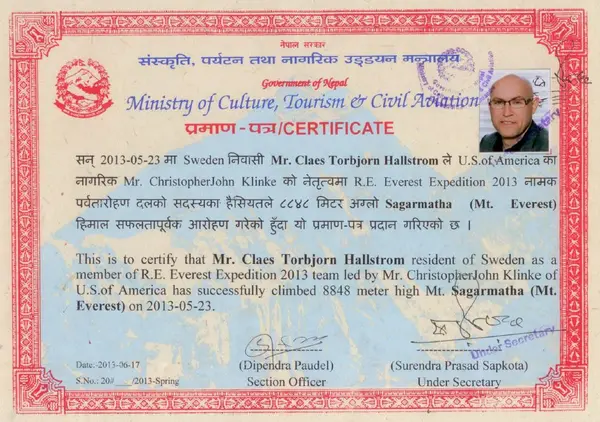 नेपाल सरकार
संस्कृति, पर्यटन तथा नागरिक उड्डयन मन्त्रालय
Government of Nepal
Ministry of Culture, Tourism & Civil Aviation
प्रमाण-पत्र/CERTIFICATE
सन् 2013-05-23 मा Sweden निवासी Mr. Claes Torbjorn Hallstrom ले U.S.of America का
नागरिक Mr. ChristopherJohn Klinke को नेतृत्वमा R.E. Everest Expedition 2013 नामक
पर्वतारोहण दलको सदस्यका हैसियतले ८८४८ मिटर अग्लो Sagarmatha (Mt. Everest)
हिमाल सफलतापूर्वक आरोहण गरेको हुँदा यो प्रमाण-पत्र प्रदान गरिएको छ ।
This is to certify that Mr. Claes Torbjorn Hallstrom resident of Sweden as a
member of R.E. Everest Expedition 2013 team led by Mr. ChristopherJohn Klinke of
U.S.of America has successfully climbed 8848 meter high Mt. Sagarmatha (Mt.
Everest) on 2013-05-23.
Under Secretary
Date:-2013-06-17
(Dipendra Paudel)
(Surendra Prasad Sapkota)
S.No.: 20 /2013-Spring
Section Officer
Under Secretary